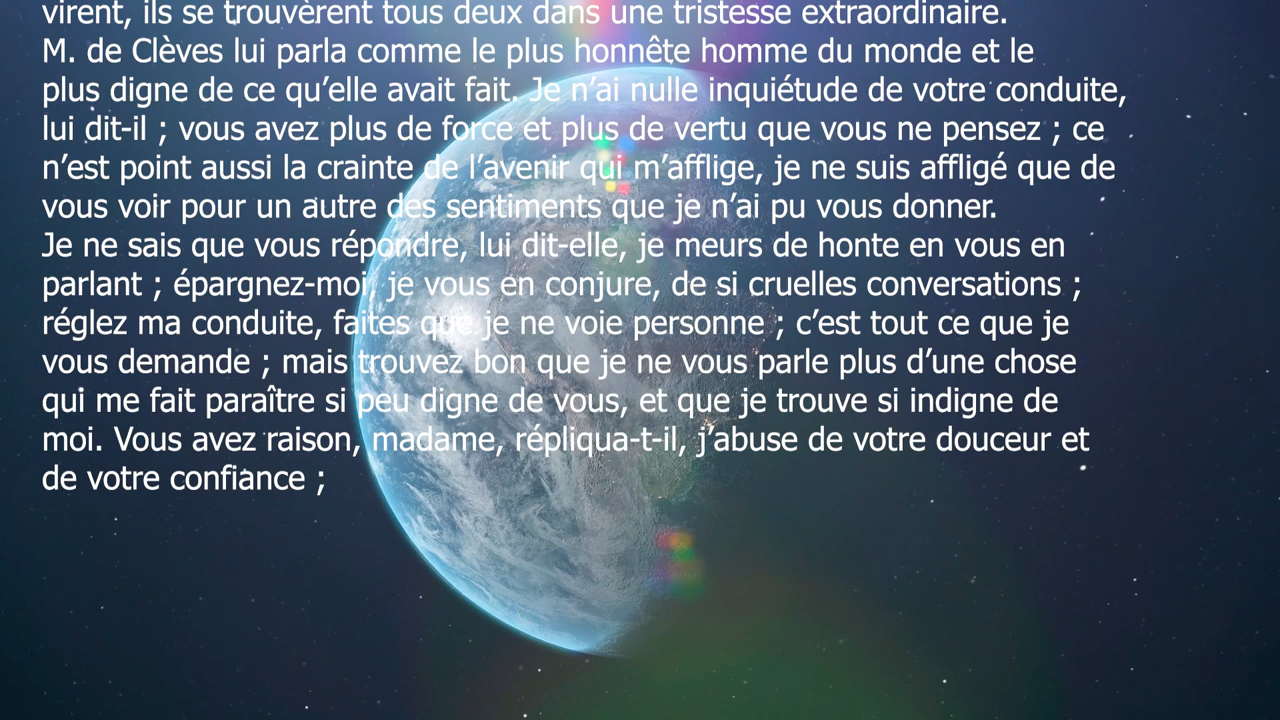 virent, ils se trouvèrent tous deux dans une tristesse extraordinaire.
M. de Clèves lui parla comme le plus honnête homme du monde et le
plus digne de ce qu’elle avait fait. Je n’ai nulle inquiétude de votre conduite,
lui dit-il ; vous avez plus de force et plus de vertu que vous ne pensez ; ce
n’est point aussi la crainte de l’avenir qui m’afflige, je ne suis affligé que de
vous voir pour un autre des sentiments que je n’ai pu vous donner.
Je ne sais que vous répondre, lui dit-elle, je meurs de honte en vous en
parlant ; épargnez-moi, je vous en conjure, de si cruelles conversations ;
réglez ma conduite, faites que je ne voie personne ; c’est tout ce que je
vous demande ; mais trouvez bon que je ne vous parle plus d’une chose
qui me fait paraître si peu digne de vous, et que je trouve si indigne de
moi. Vous avez raison, madame, répliqua-t-il, j’abuse de votre douceur et
de votre confiance ;